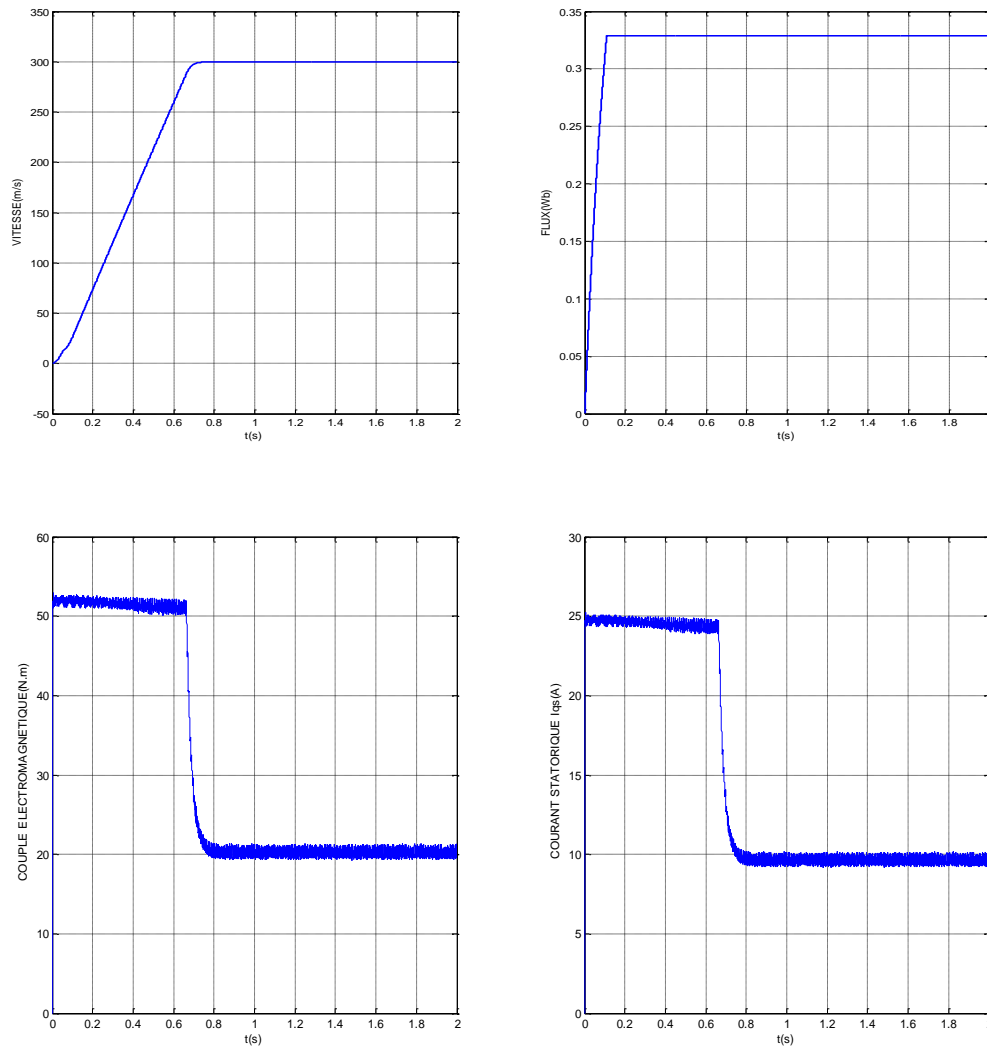 350
300
250
200
150
100
50
0
-50
VITESSE(m/s)
0 0.2 0.4 0.6 0.8 1 1.2 1.4 1.6 1.8 2
t(s)
0.35
0.3
0.25
0.2
0.15
0.1
0.05
0
FLUX(Wb)
0 0.2 0.4 0.6 0.8 1 1.2 1.4 1.6 1.8
t(s)
60
50
40
30
20
10
0
COUPLE ELECTROMAGNETIQUE(N.m)
0 0.2 0.4 0.6 0.8 1 1.2 1.4 1.6 1.8 2
t(s)
30
25
20
15
10
5
0
COURANT STATORIQUE Iqs(A)
0 0.2 0.4 0.6 0.8 1 1.2 1.4 1.6 1.8
t(s)